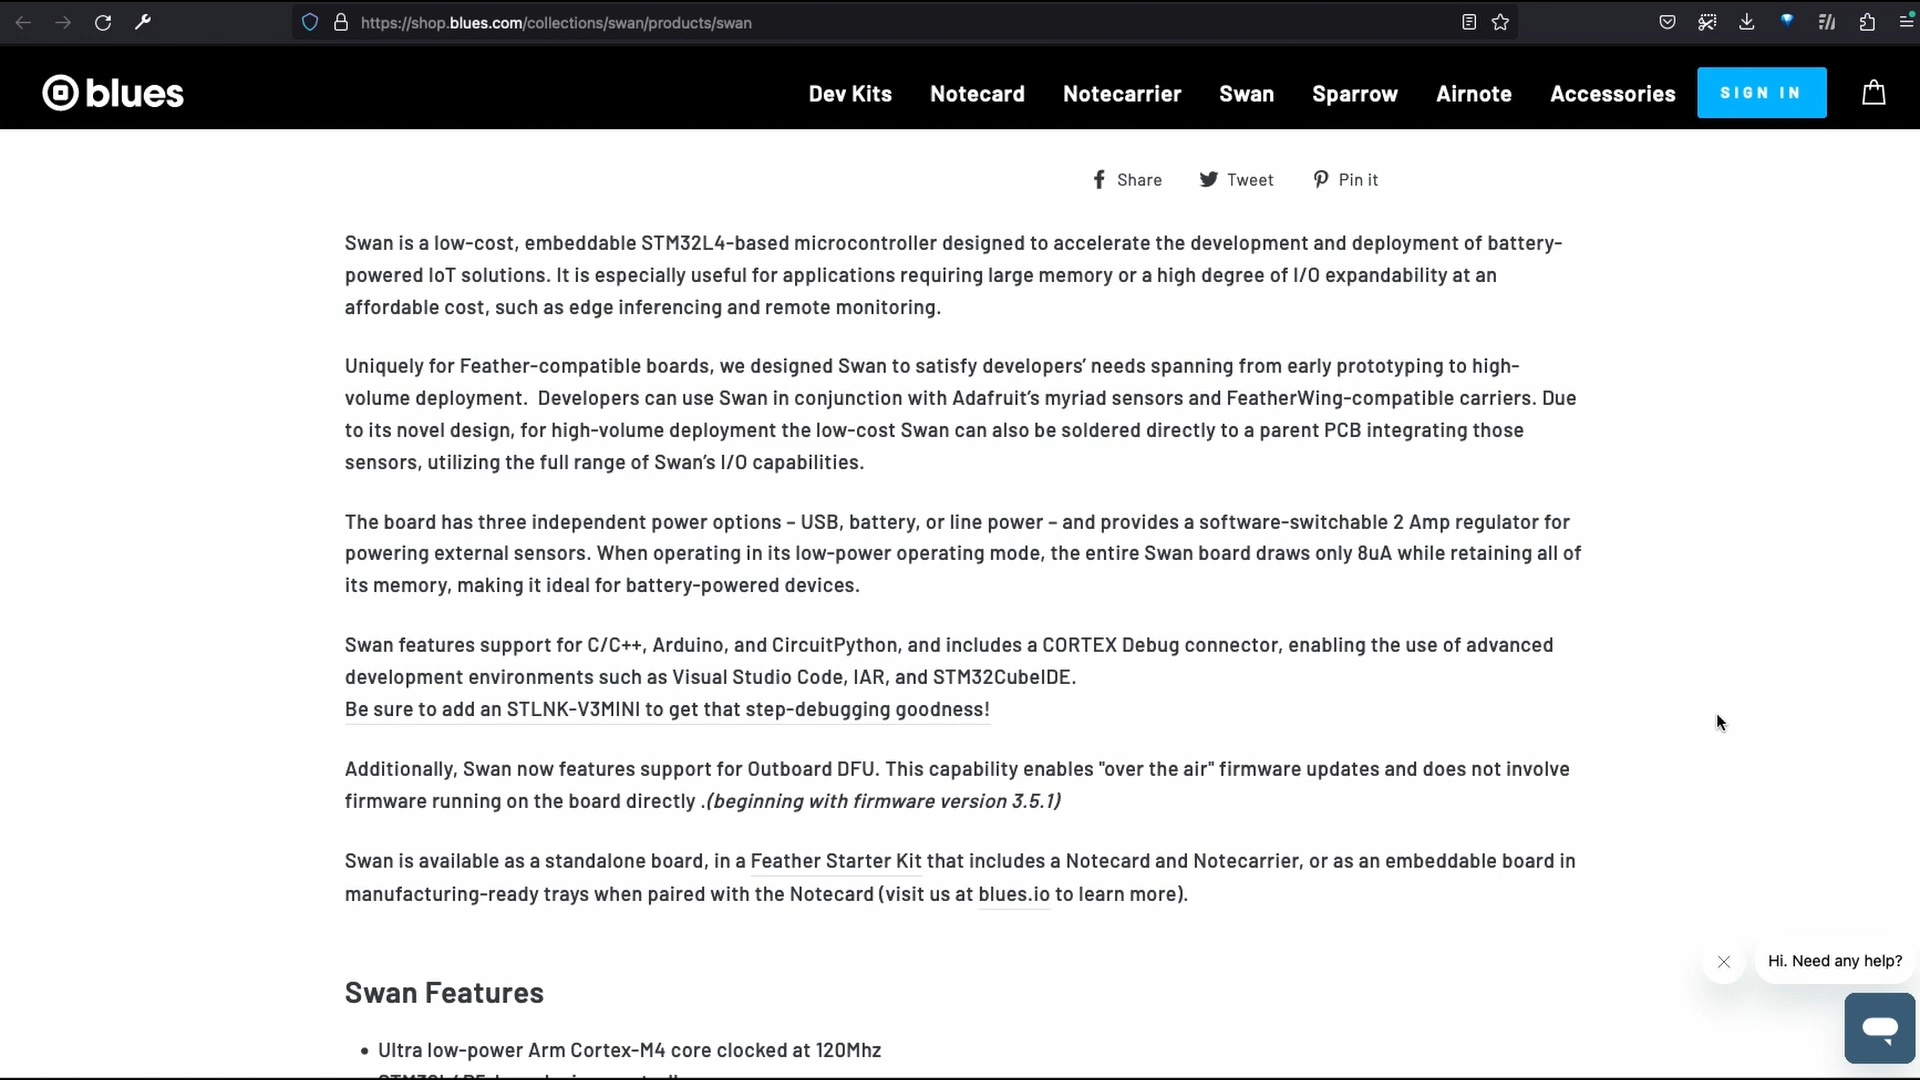 https://shop.blues.com/collections/swan/products/swan
blues
Dev Kits Notecard Notecarrier Swan Sparrow Airnote Accessories SIGN IN
Share Tweet Pin it
Swan is a low-cost, embeddable STM32L4-based microcontroller designed to accelerate the development and deployment of battery-
powered IoT solutions. It is especially useful for applications requiring large memory or a high degree of I/O expandability at an
affordable cost, such as edge inferencing and remote monitoring.
Uniquely for Feather-compatible boards, we designed Swan to satisfy developers’ needs spanning from early prototyping to high-
volume deployment.  Developers can use Swan in conjunction with Adafruit’s myriad sensors and FeatherWing-compatible carriers. Due
to its novel design, for high-volume deployment the low-cost Swan can also be soldered directly to a parent PCB integrating those
sensors, utilizing the full range of Swan’s I/O capabilities.
The board has three independent power options – USB, battery, or line power – and provides a software-switchable 2 Amp regulator for
powering external sensors. When operating in its low-power operating mode, the entire Swan board draws only 8uA while retaining all of
its memory, making it ideal for battery-powered devices.
Swan features support for C/C++, Arduino, and CircuitPython, and includes a CORTEX Debug connector, enabling the use of advanced
development environments such as Visual Studio Code, IAR, and STM32CubeIDE.
Be sure to add an STLNK-V3MINI to get that step-debugging goodness!
Additionally, Swan now features support for Outboard DFU. This capability enables "over the air" firmware updates and does not involve
firmware running on the board directly .(beginning with firmware version 3.5.1)
Swan is available as a standalone board, in a Feather Starter Kit that includes a Notecard and Notecarrier, or as an embeddable board in
manufacturing-ready trays when paired with the Notecard (visit us at blues.io to learn more).
Hi. Need any help?
Swan Features
• Ultra low-power Arm Cortex-M4 core clocked at 120Mhz